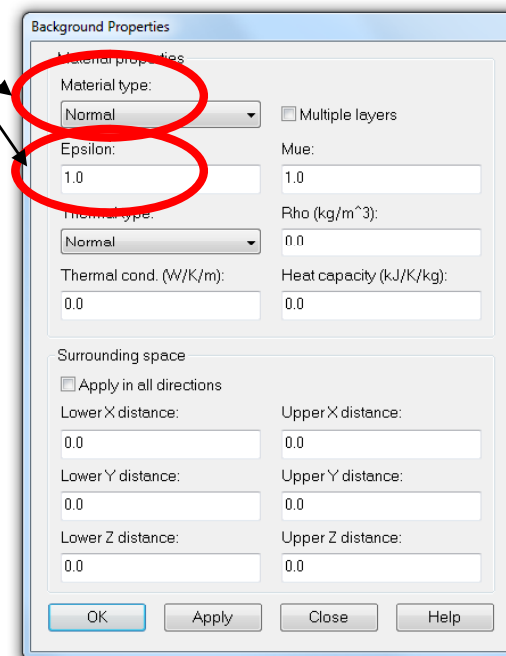 Background Properties
Material properties
Material type:
Normal
Multiple layers
Epsilon:
Mue:
1.0
1.0
Thermal type:
Rho (kg/m^3):
Normal
0.0
Thermal cond. (W/K/m):
Heat capacity (kJ/K/kg):
0.0
0.0
Surrounding space
Apply in all directions
Lower X distance:
Upper X distance:
0.0
0.0
Lower Y distance:
Upper Y distance:
0.0
0.0
Lower Z distance:
Upper Z distance:
0.0
0.0
OK
Apply
Close
Help